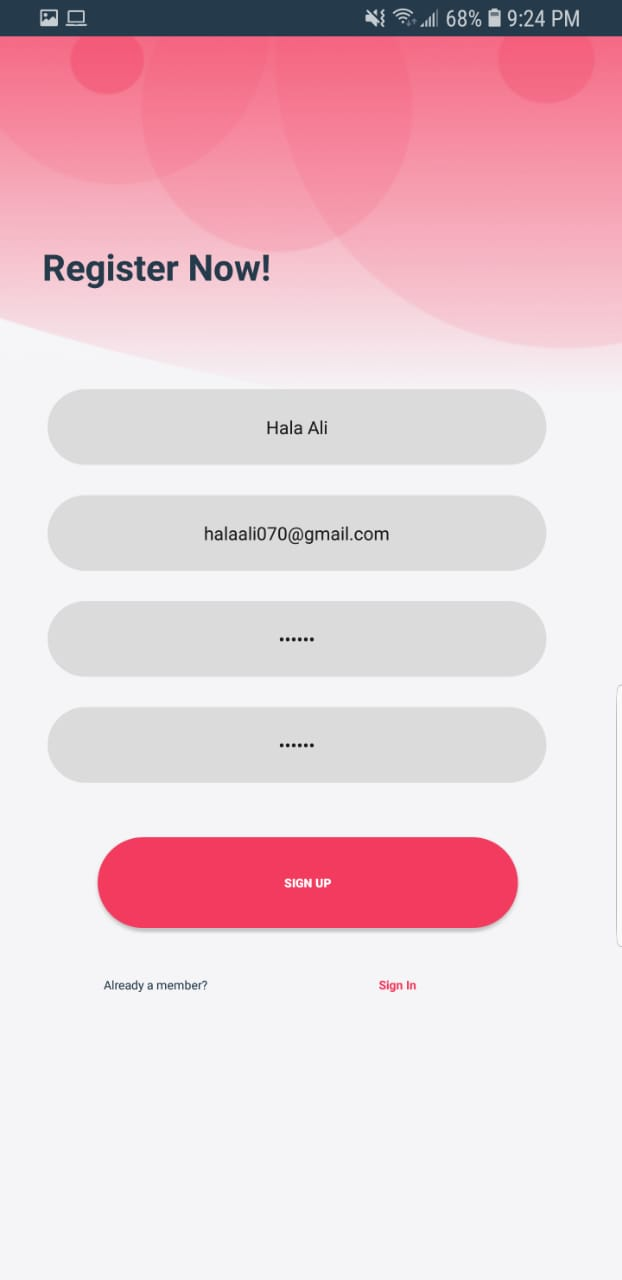 68% 9:24 PM
Register Now!
Hala Ali
halaali070@gmail.com
••••••
••••••
SIGN UP
Already a member? Sign In